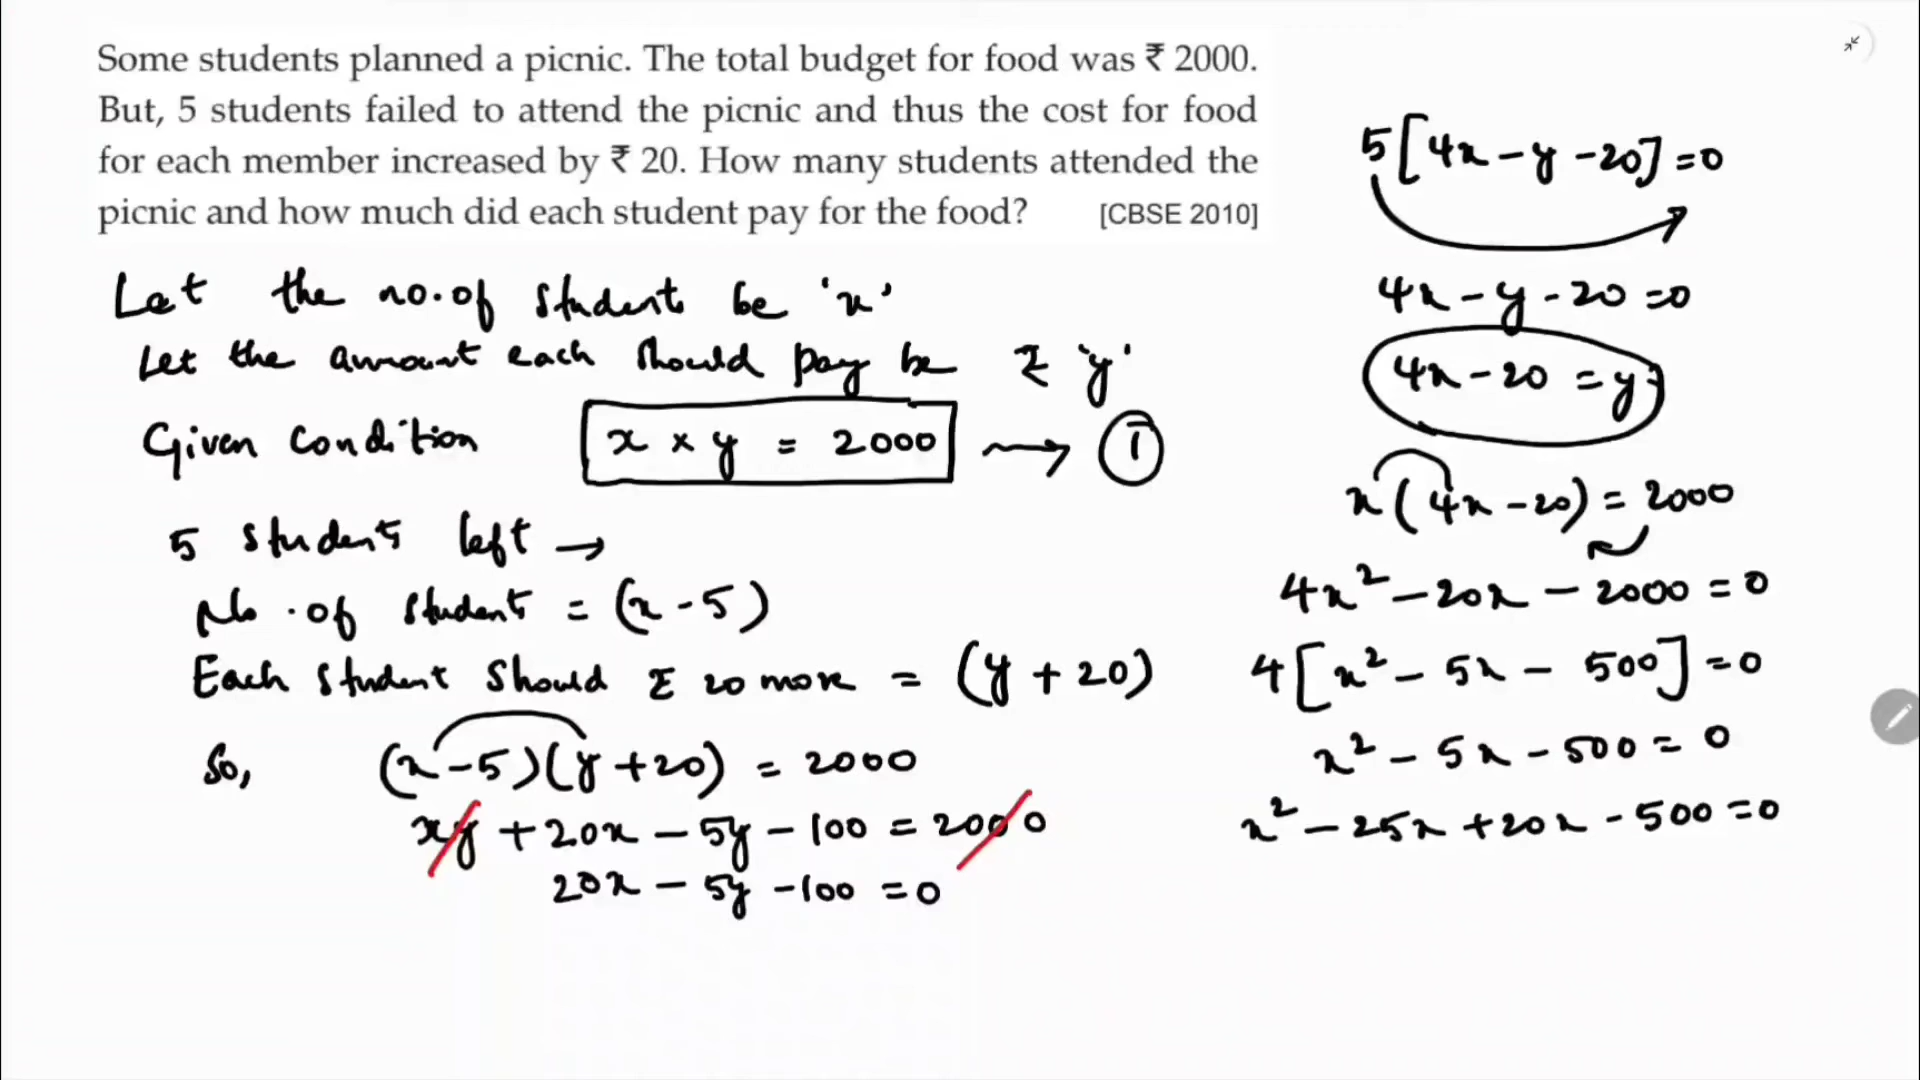 Some students planned a picnic. The total budget for food was ₹ 2000.
But, 5 students failed to attend the picnic and thus the cost for food
for each member increased by ₹ 20. How many students attended the
picnic and how much did each student pay for the food? [CBSE 2010]
Let the no. of students be 'x'
Let the amount each should pay be ₹ 'y'
Given condition x × y = 2000 → ①
5 students left →
No. of students = (x - 5)
Each student should ₹ 20 more = (y + 20)
So, (x - 5)(y + 20) = 2000
xy + 20x - 5y - 100 = 2000
20x - 5y - 100 = 0
5[4x - y - 20] = 0
4x - y - 20 = 0
4x - 20 = y
x(4x - 20) = 2000
4x² - 20x - 2000 = 0
4[x² - 5x - 500] = 0
x² - 5x - 500 = 0
x² - 25x + 20x - 500 = 0